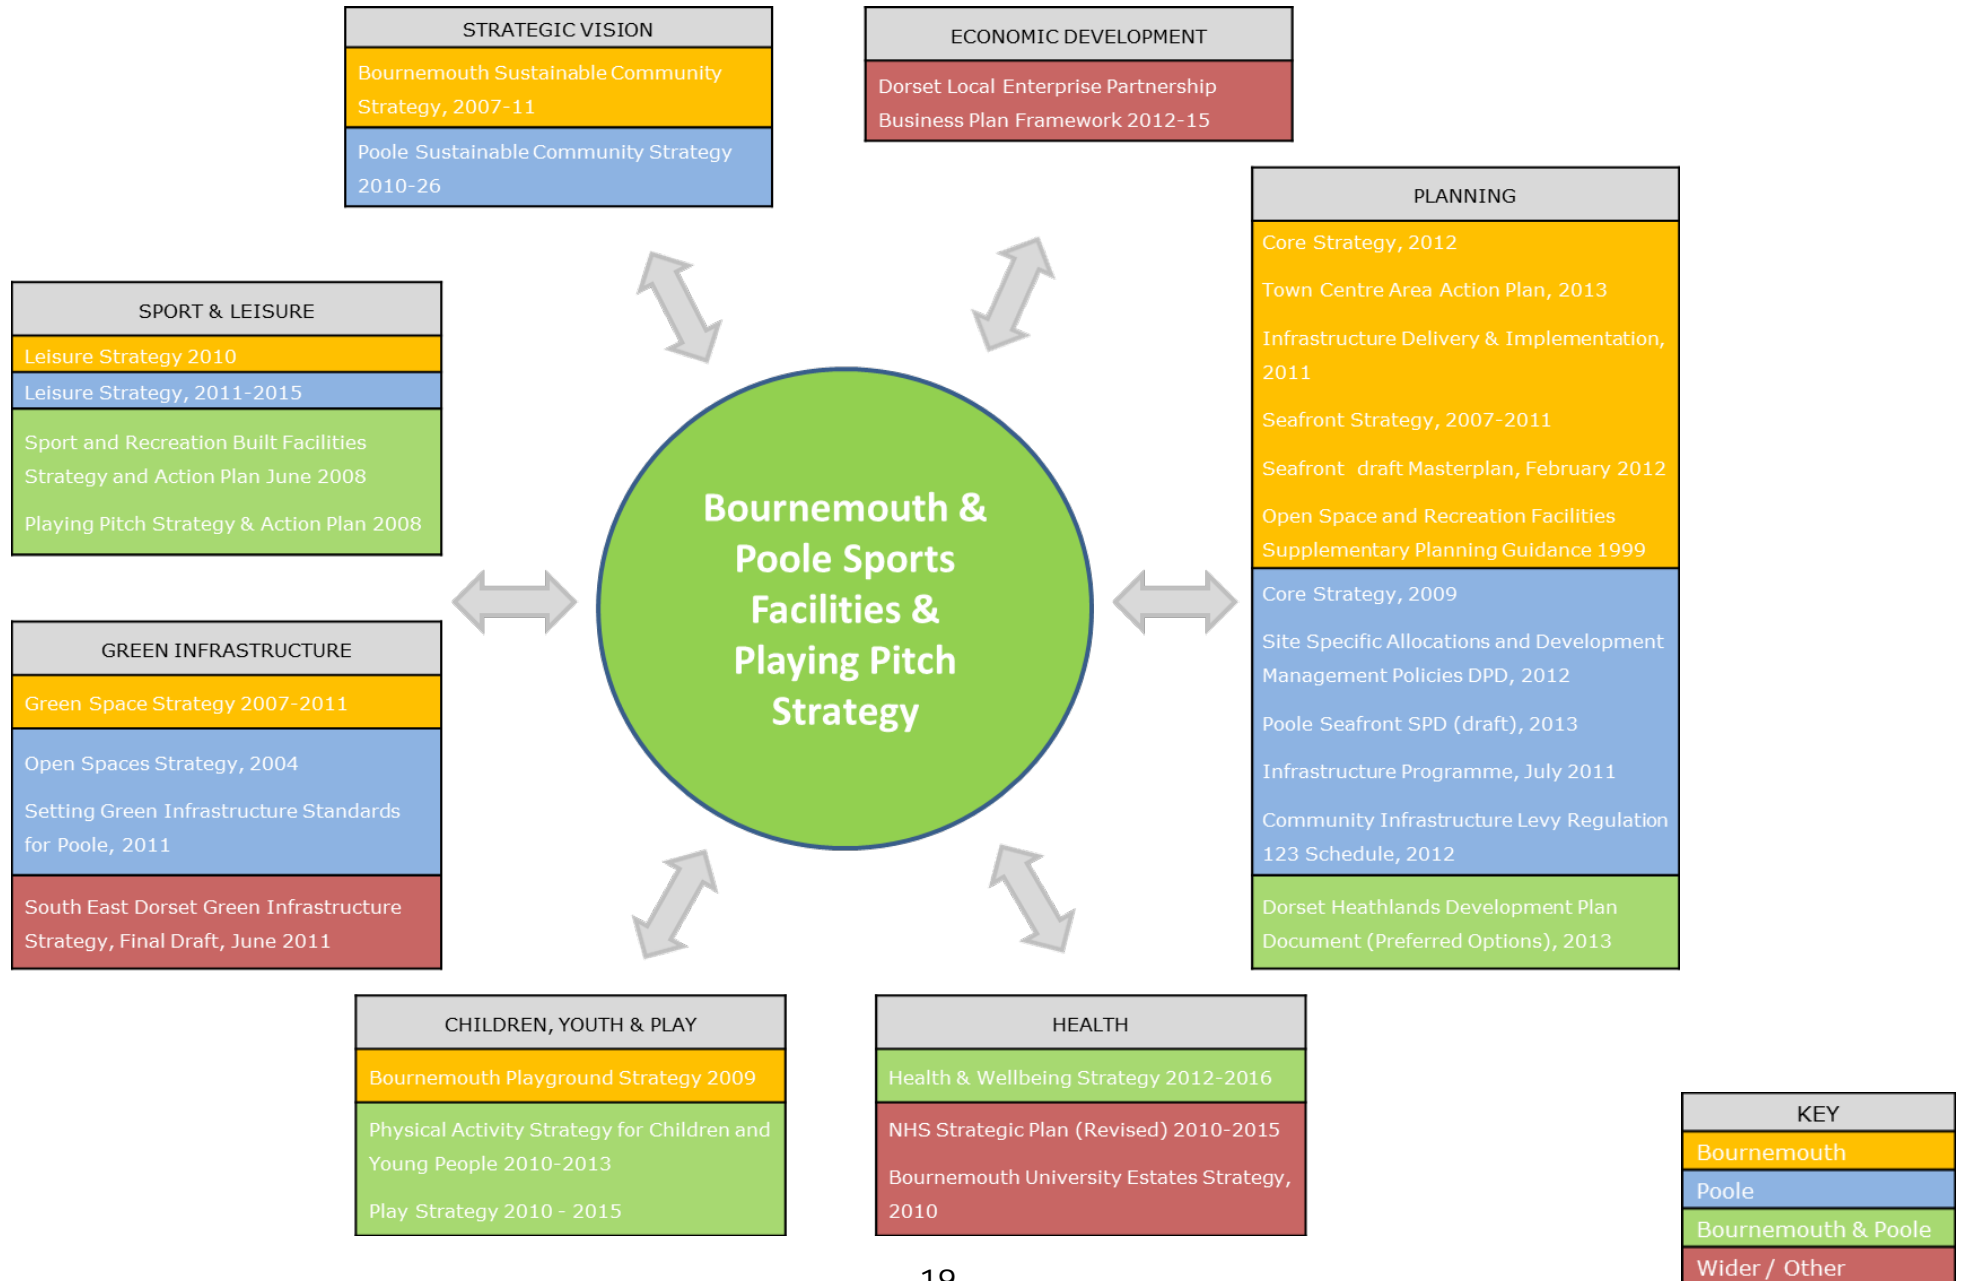 STRATEGIC VISION
Bournemouth Sustainable Community
Strategy, 2007-11
Poole Sustainable Community Strategy
2010-26
ECONOMIC DEVELOPMENT
Dorset Local Enterprise Partnership
Business Plan Framework 2012-15
PLANNING
Core Strategy, 2012
Town Centre Area Action Plan, 2013
Infrastructure Delivery & Implementation,
2011
Seafront Strategy, 2007-2011
Seafront draft Masterplan, February 2012
Open Space and Recreation Facilities
Supplementary Planning Guidance 1999
Core Strategy, 2009
Site Specific Allocations and Development
Management Policies DPD, 2012
Poole Seafront SPD (draft), 2013
Infrastructure Programme, July 2011
Community Infrastructure Levy Regulation
123 Schedule, 2012
Dorset Heathlands Development Plan
Document (Preferred Options), 2013
SPORT & LEISURE
Leisure Strategy 2010
Leisure Strategy, 2011-2015
Sport and Recreation Built Facilities
Strategy and Action Plan June 2008
Playing Pitch Strategy & Action Plan 2008
Bournemouth &
Poole Sports
Facilities &
Playing Pitch
Strategy
GREEN INFRASTRUCTURE
Green Space Strategy 2007-2011
Open Spaces Strategy, 2004
Setting Green Infrastructure Standards
for Poole, 2011
South East Dorset Green Infrastructure
Strategy, Final Draft, June 2011
CHILDREN, YOUTH & PLAY
Bournemouth Playground Strategy 2009
Physical Activity Strategy for Children and
Young People 2010-2013
Play Strategy 2010 - 2015
HEALTH
Health & Wellbeing Strategy 2012-2016
NHS Strategic Plan (Revised) 2010-2015
Bournemouth University Estates Strategy,
2010
KEY
Bournemouth
Poole
Bournemouth & Poole
Wider / Other
19